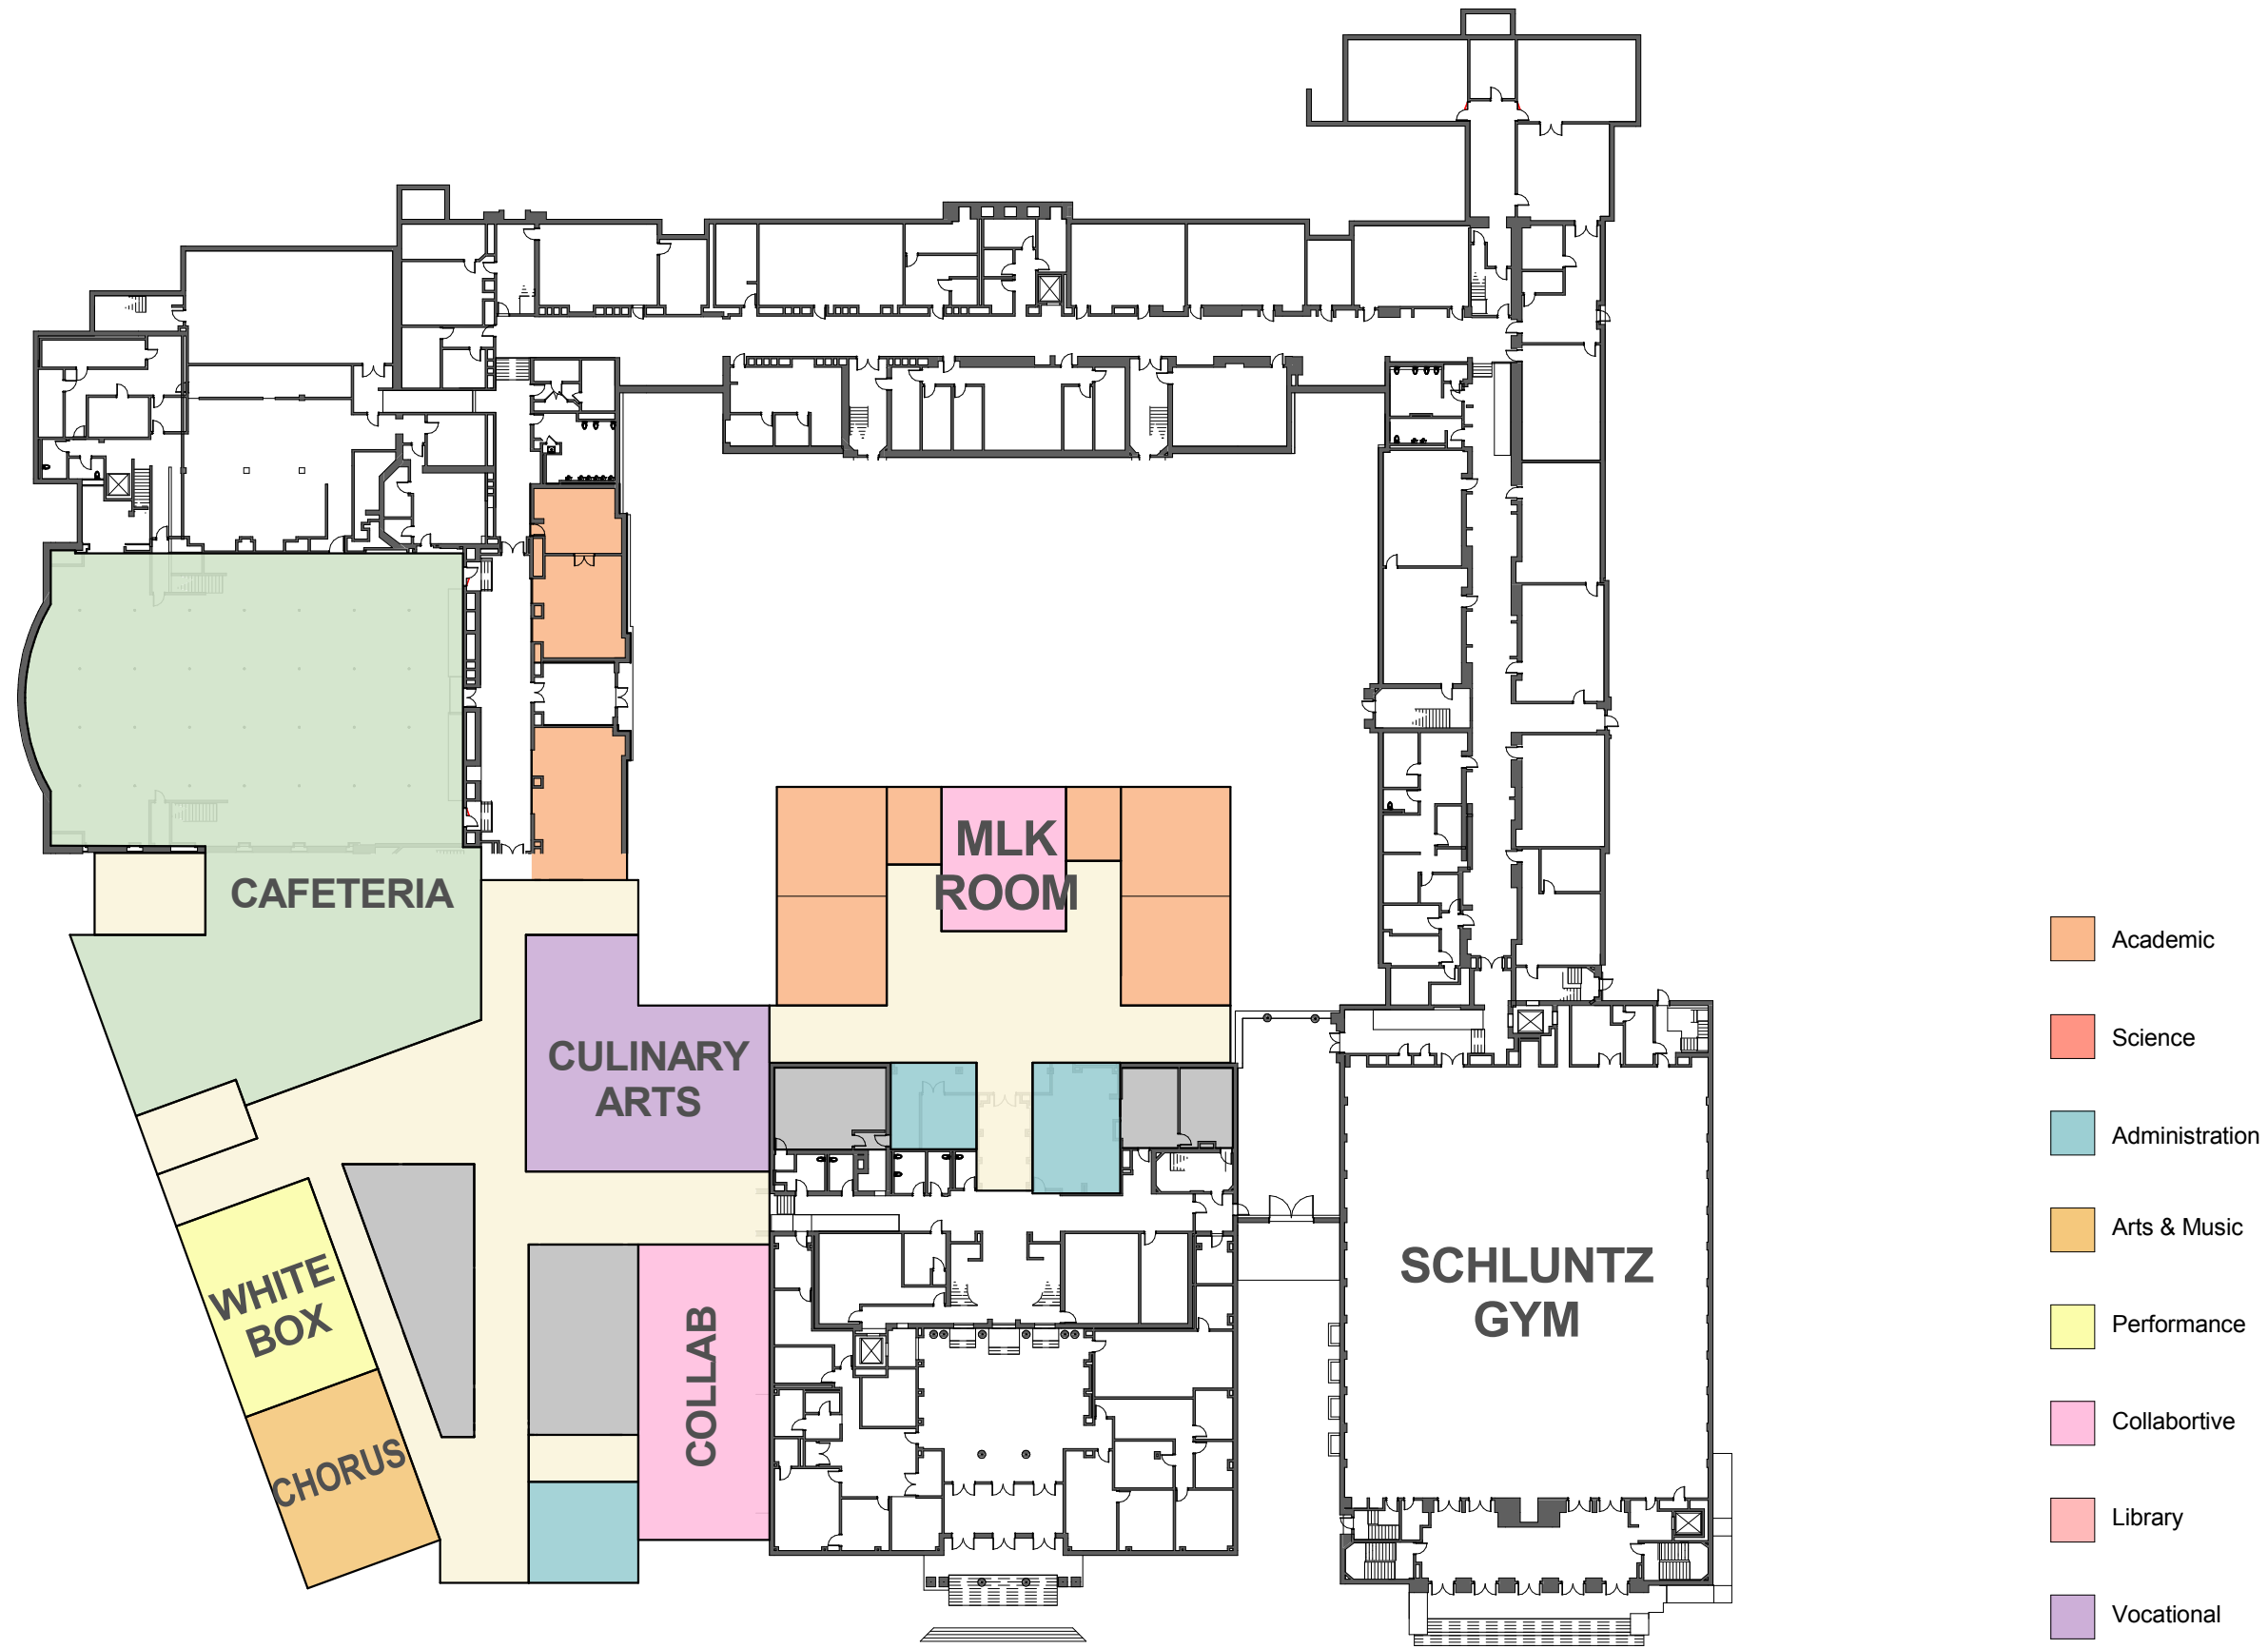 MLK
ROOM
CAFETERIA
CULINARY
ARTS
WHITE
BOX
CHORUS
COLLAB
SCHLUNTZ
GYM
Academic
Science
Administration
Arts & Music
Performance
Collabortive
Library
Vocational